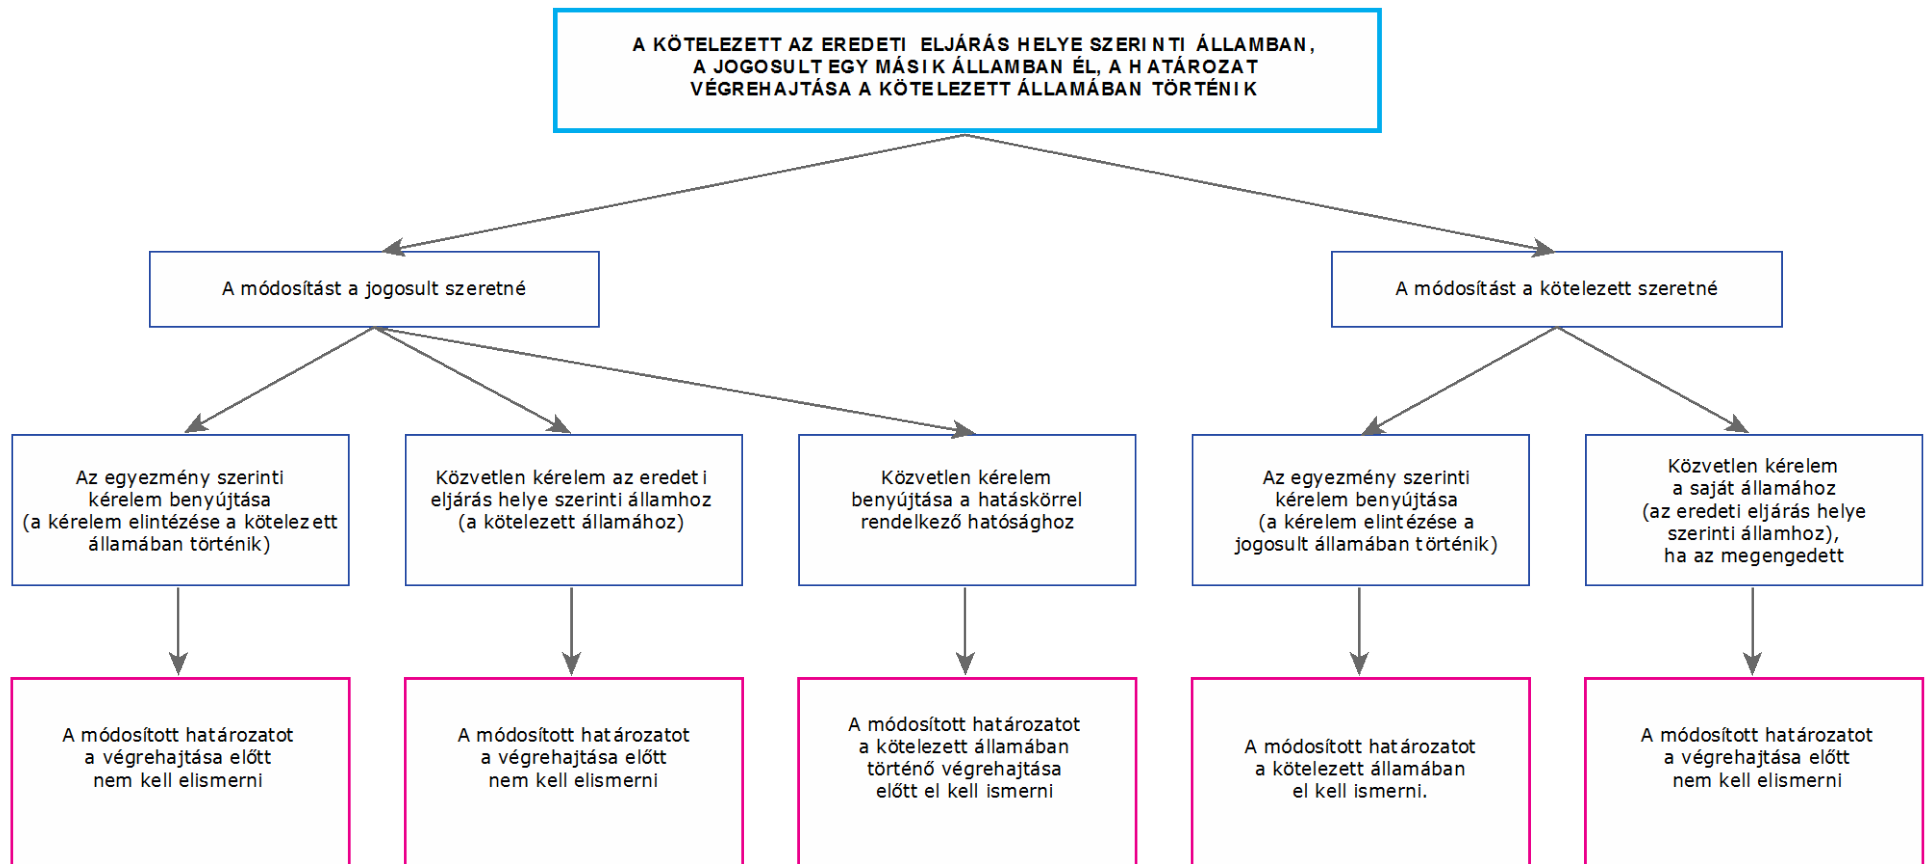 A KÖTELEZETT AZ EREDETI ELJÁRÁS HELYE SZERINTI ÁLLAMBAN,
A JOGOSULT EGY MÁSIK ÁLLAMBAN ÉL, A HATÁROZAT
VÉGREHAJTÁSA A KÖTELEZETT ÁLLAMÁBAN TÖRTÉNIK
A módosítást a jogosult szeretné
A módosítást a kötelezett szeretné
Az egyezmény szerinti
kérelem benyújtása
(a kérelem elintézése a kötelezett
államában történik)
Közvetlen kérelem az eredeti
eljárás helye szerinti államhoz
(a kötelezett államához)
Közvetlen kérelem
benyújtása a hatáskörrel
rendelkező hatósághoz
Az egyezmény szerinti
kérelem benyújtása
(a kérelem elintézése a
jogosult államában történik)
Közvetlen kérelem
a saját államához
(az eredeti eljárás helye
szerinti államhoz),
ha az megengedett
A módosított határozatot
a végrehajtása előtt
nem kell elismerni
A módosított határozatot
a végrehajtása előtt
nem kell elismerni
A módosított határozatot
a kötelezett államában
történő végrehajtása
előtt el kell ismerni
A módosított határozatot
a kötelezett államában
el kell ismerni.
A módosított határozatot
a végrehajtása előtt
nem kell elismerni